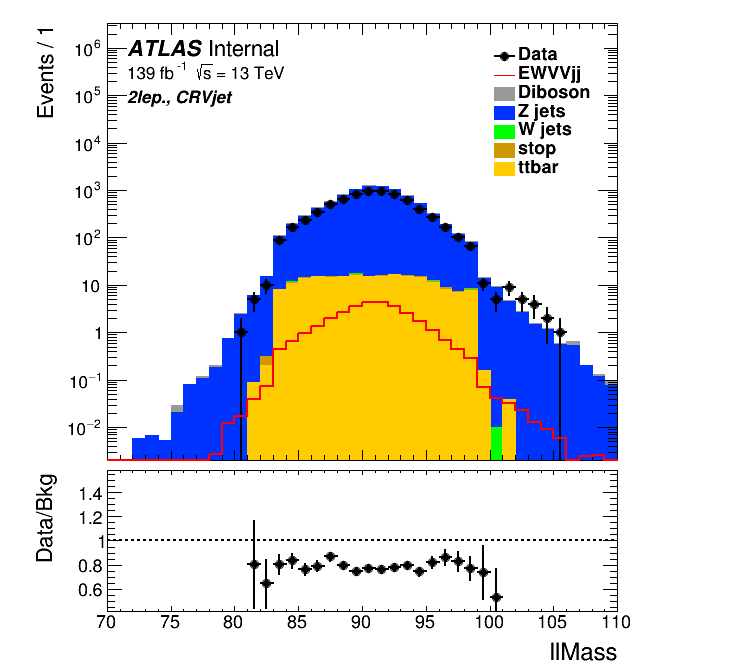 Events / 1
10⁶
10⁵
10⁴
10³
10²
10
1
10⁻¹
10⁻²
ATLAS Internal
139 fb⁻¹ √s = 13 TeV
2lep., CRVjet
Data
EWVVjj
Diboson
Z jets
W jets
stop
ttbar
Data/Bkg
1.4
1.2
1
0.8
0.6
70 75 80 85 90 95 100 105 110
llMass